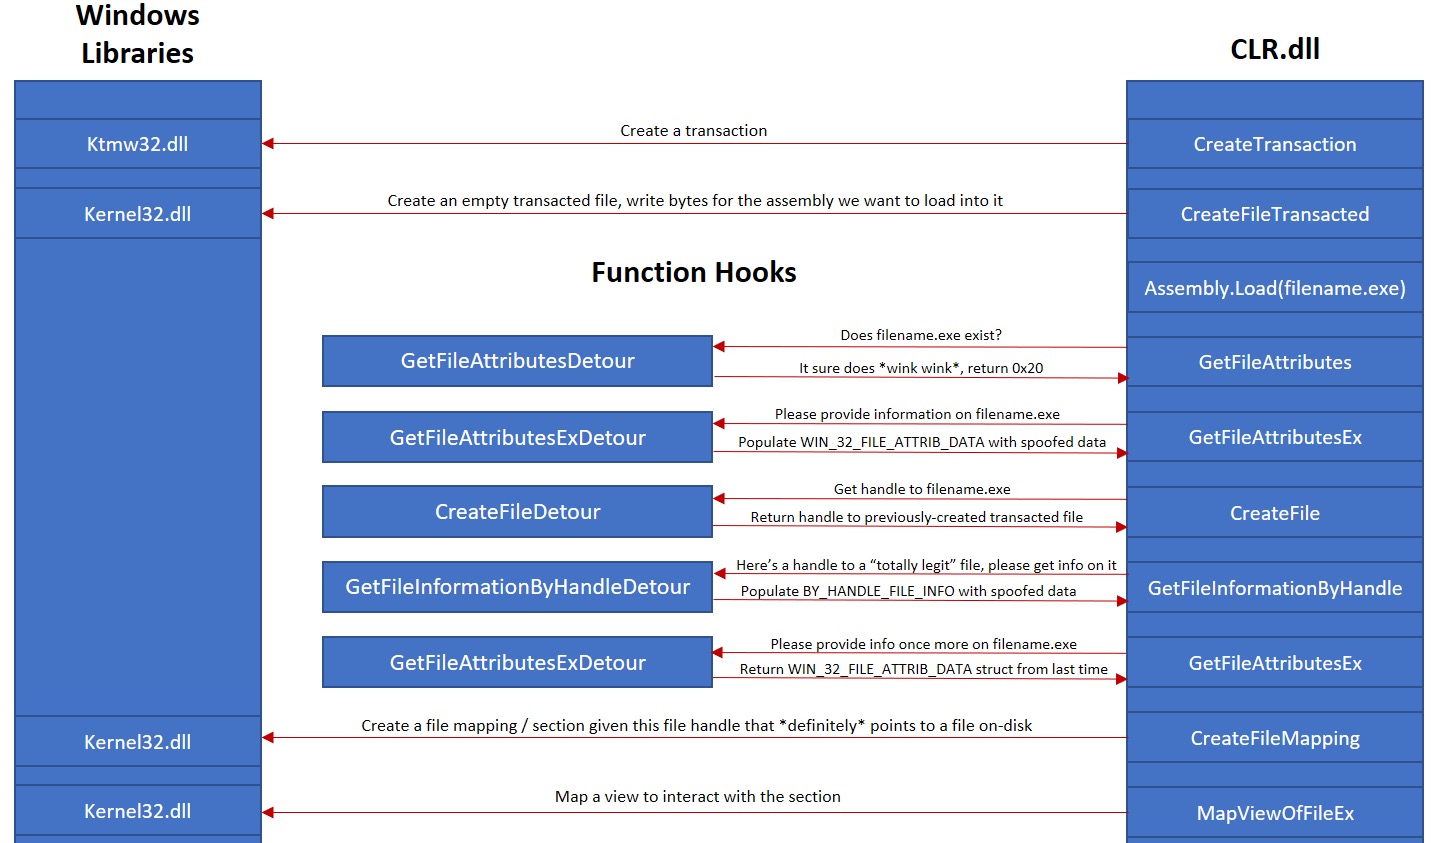 Windows
Libraries
CLR.dll
Ktmw32.dll
Create a transaction
CreateTransaction
Kernel32.dll
Create an empty transacted file, write bytes for the assembly we want to load into it
CreateFileTransacted
Function Hooks
Assembly.Load(filename.exe)
GetFileAttributesDetour
Does filename.exe exist?
It sure does *wink wink*, return 0x20
GetFileAttributes
GetFileAttributesExDetour
Please provide information on filename.exe
Populate WIN_32_FILE_ATTRIB_DATA with spoofed data
GetFileAttributesEx
CreateFileDetour
Get handle to filename.exe
Return handle to previously-created transacted file
CreateFile
GetFileInformationByHandleDetour
Here's a handle to a “totally legit” file, please get info on it
Populate BY_HANDLE_FILE_INFO with spoofed data
GetFileInformationByHandle
GetFileAttributesExDetour
Please provide info once more on filename.exe
Return WIN_32_FILE_ATTRIB_DATA struct from last time
GetFileAttributesEx
Kernel32.dll
Create a file mapping / section given this file handle that *definitely* points to a file on-disk
CreateFileMapping
Kernel32.dll
Map a view to interact with the section
MapViewOfFileEx